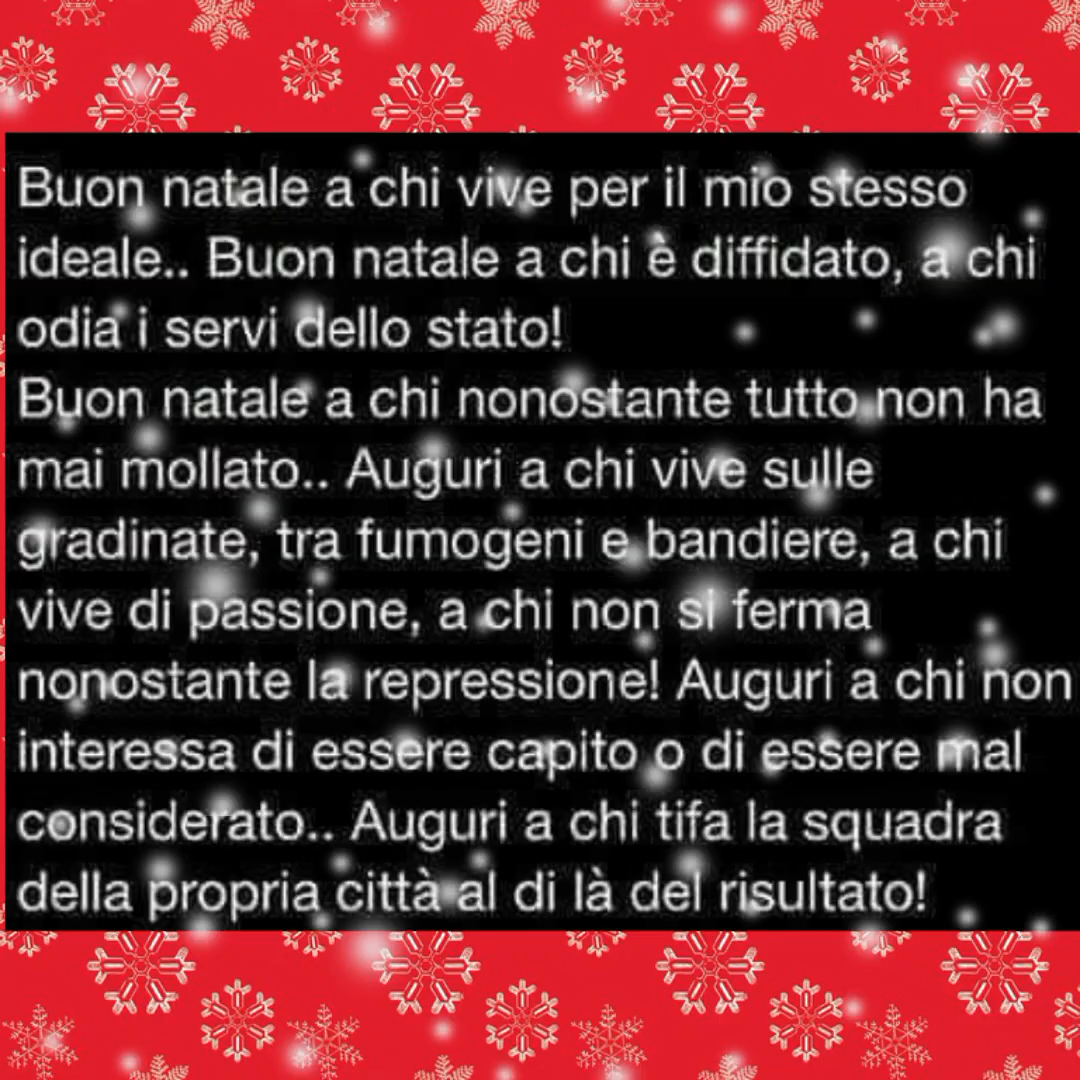 Buon natale a chi vive per il mio stesso
ideale.. Buon natale a chi è diffidato, a chi
odia i servi dello stato!
Buon natale a chi nonostante tutto non ha
mai mollato.. Auguri a chi vive sulle
gradinate, tra fumogeni e bandiere, a chi
vive di passione, a chi non si ferma
nonostante la repressione! Auguri a chi non
interessa di essere capito o di essere mal
considerato.. Auguri a chi tifa la squadra
della propria città al di là del risultato!